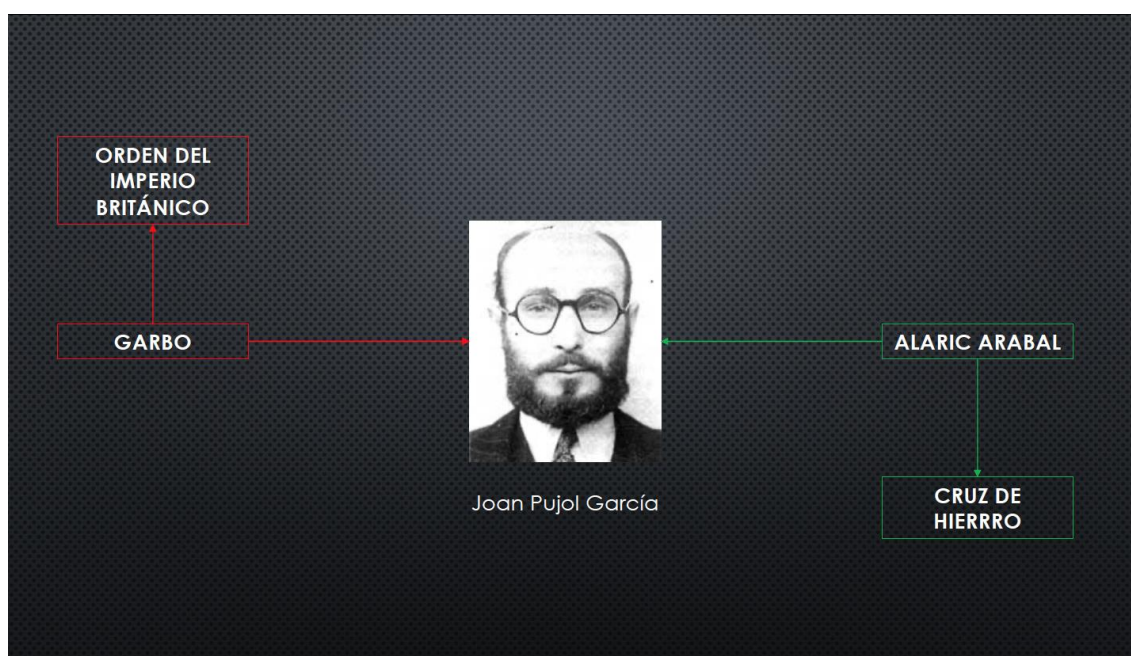 ORDEN DEL
IMPERIO
BRITÁNICO
GARBO
ALARIC ARABAL
Joan Pujol García
CRUZ DE
HIERRRO